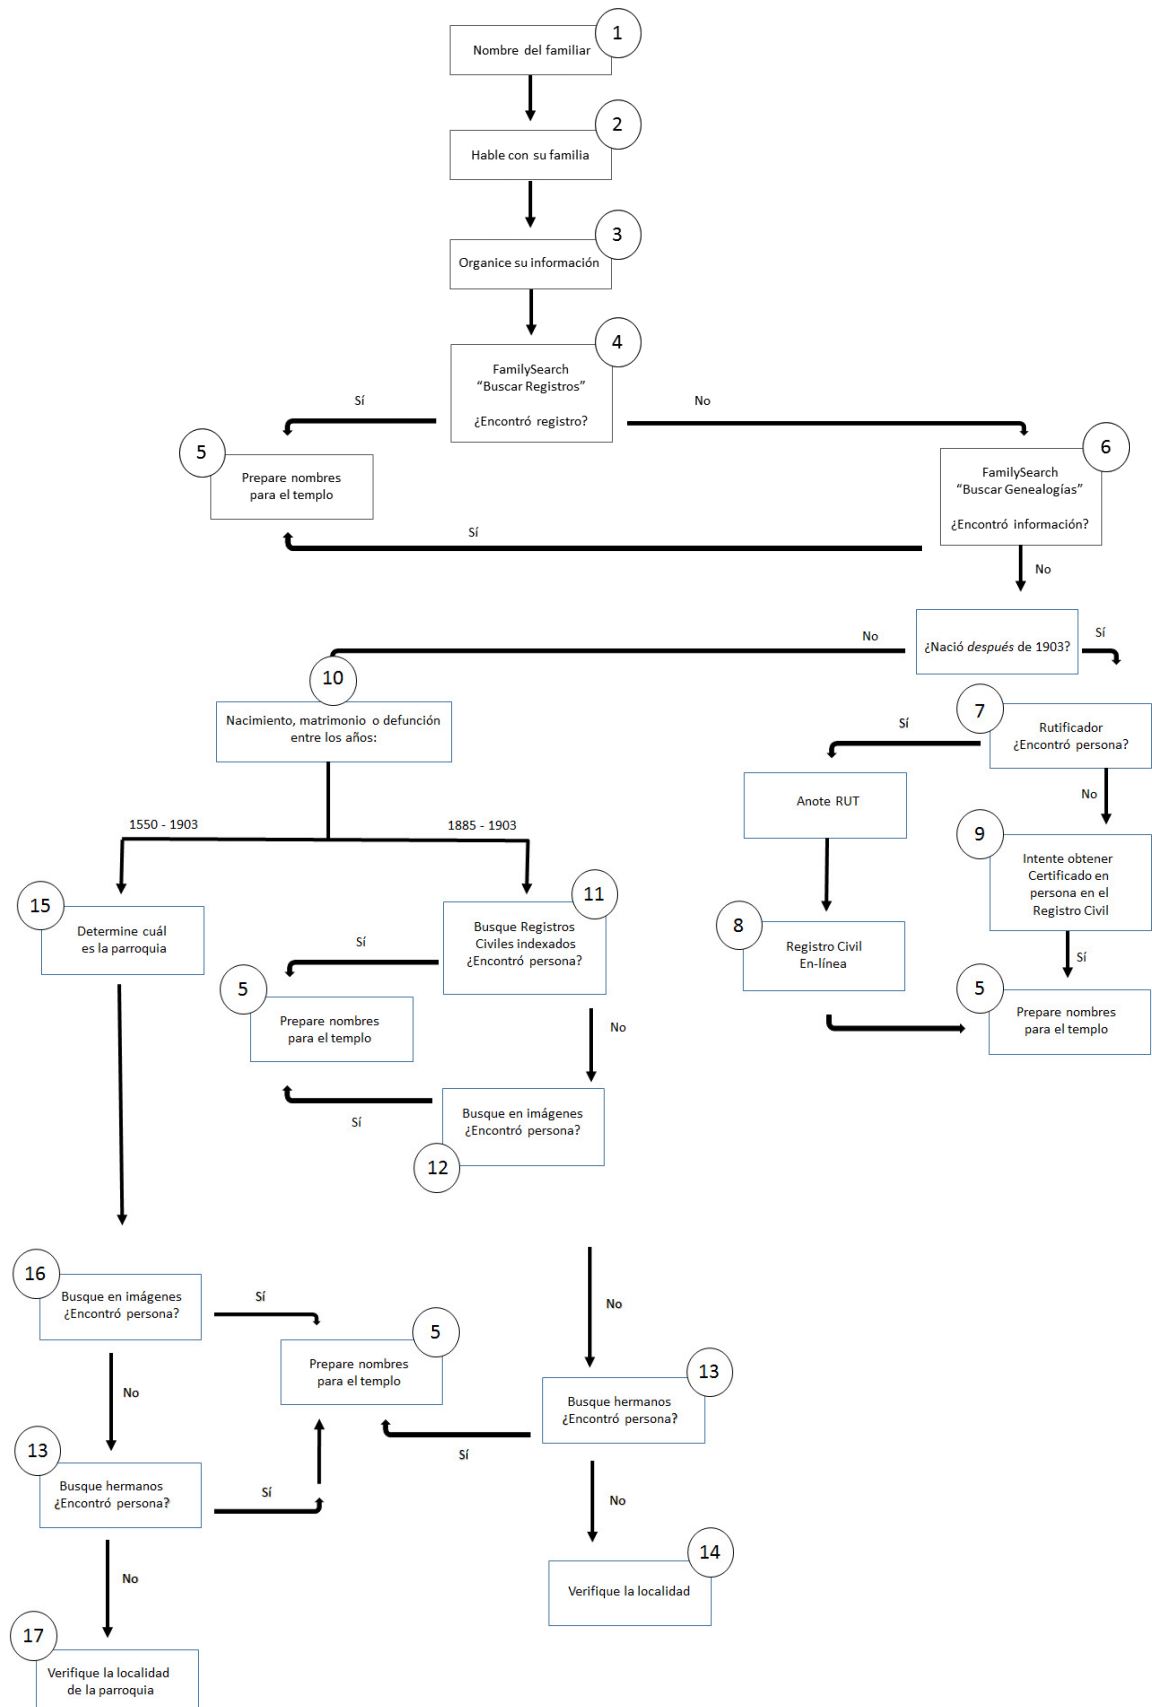 1
Nombre del familiar
2
Hable con su familia
3
Organice su información
4
FamilySearch
“Buscar Registros”
¿Encontró registro?
Sí
No
5
Prepare nombres
para el templo
6
FamilySearch
“Buscar Genealogías”
¿Encontró información?
Sí
No
¿Nació después de 1903?
No
Sí
10
Nacimiento, matrimonio o defunción
entre los años:
7
Rutificador
¿Encontró persona?
Sí
No
Anote RUT
9
Intente obtener
Certificado en
persona en el
Registro Civil
Sí
8
Registro Civil
En-línea
5
Prepare nombres
para el templo
1550 - 1903
1885 - 1903
15
Determine cuál
es la parroquia
11
Busque Registros
Civiles indexados
¿Encontró persona?
Sí
No
5
Prepare nombres
para el templo
Busque en imágenes
¿Encontró persona?
12
Sí
No
16
Busque en imágenes
¿Encontró persona?
Sí
No
5
Prepare nombres
para el templo
13
Busque hermanos
¿Encontró persona?
Sí
No
13
Busque hermanos
¿Encontró persona?
Sí
No
14
Verifique la localidad
17
Verifique la localidad
de la parroquia